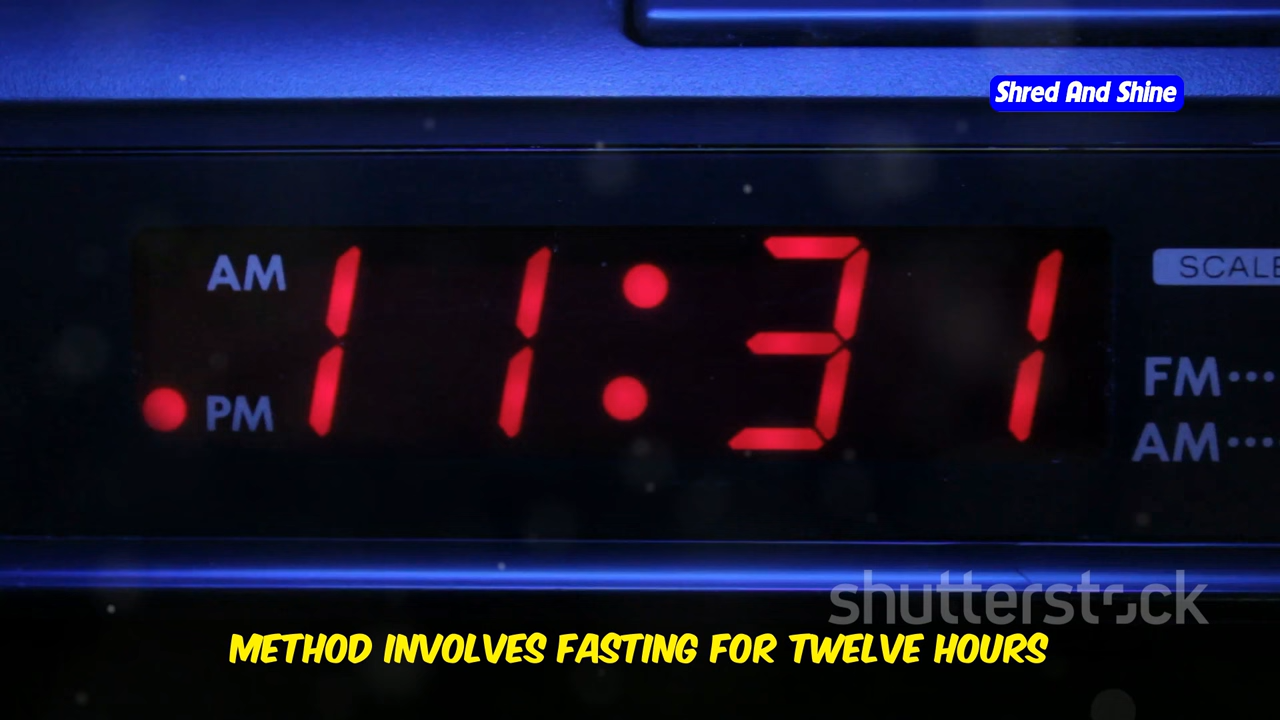 Shred And Shine
AM
11:31
PM
SCALE
FM
AM
shutterstock
METHOD INVOLVES FASTING FOR TWELVE HOURS